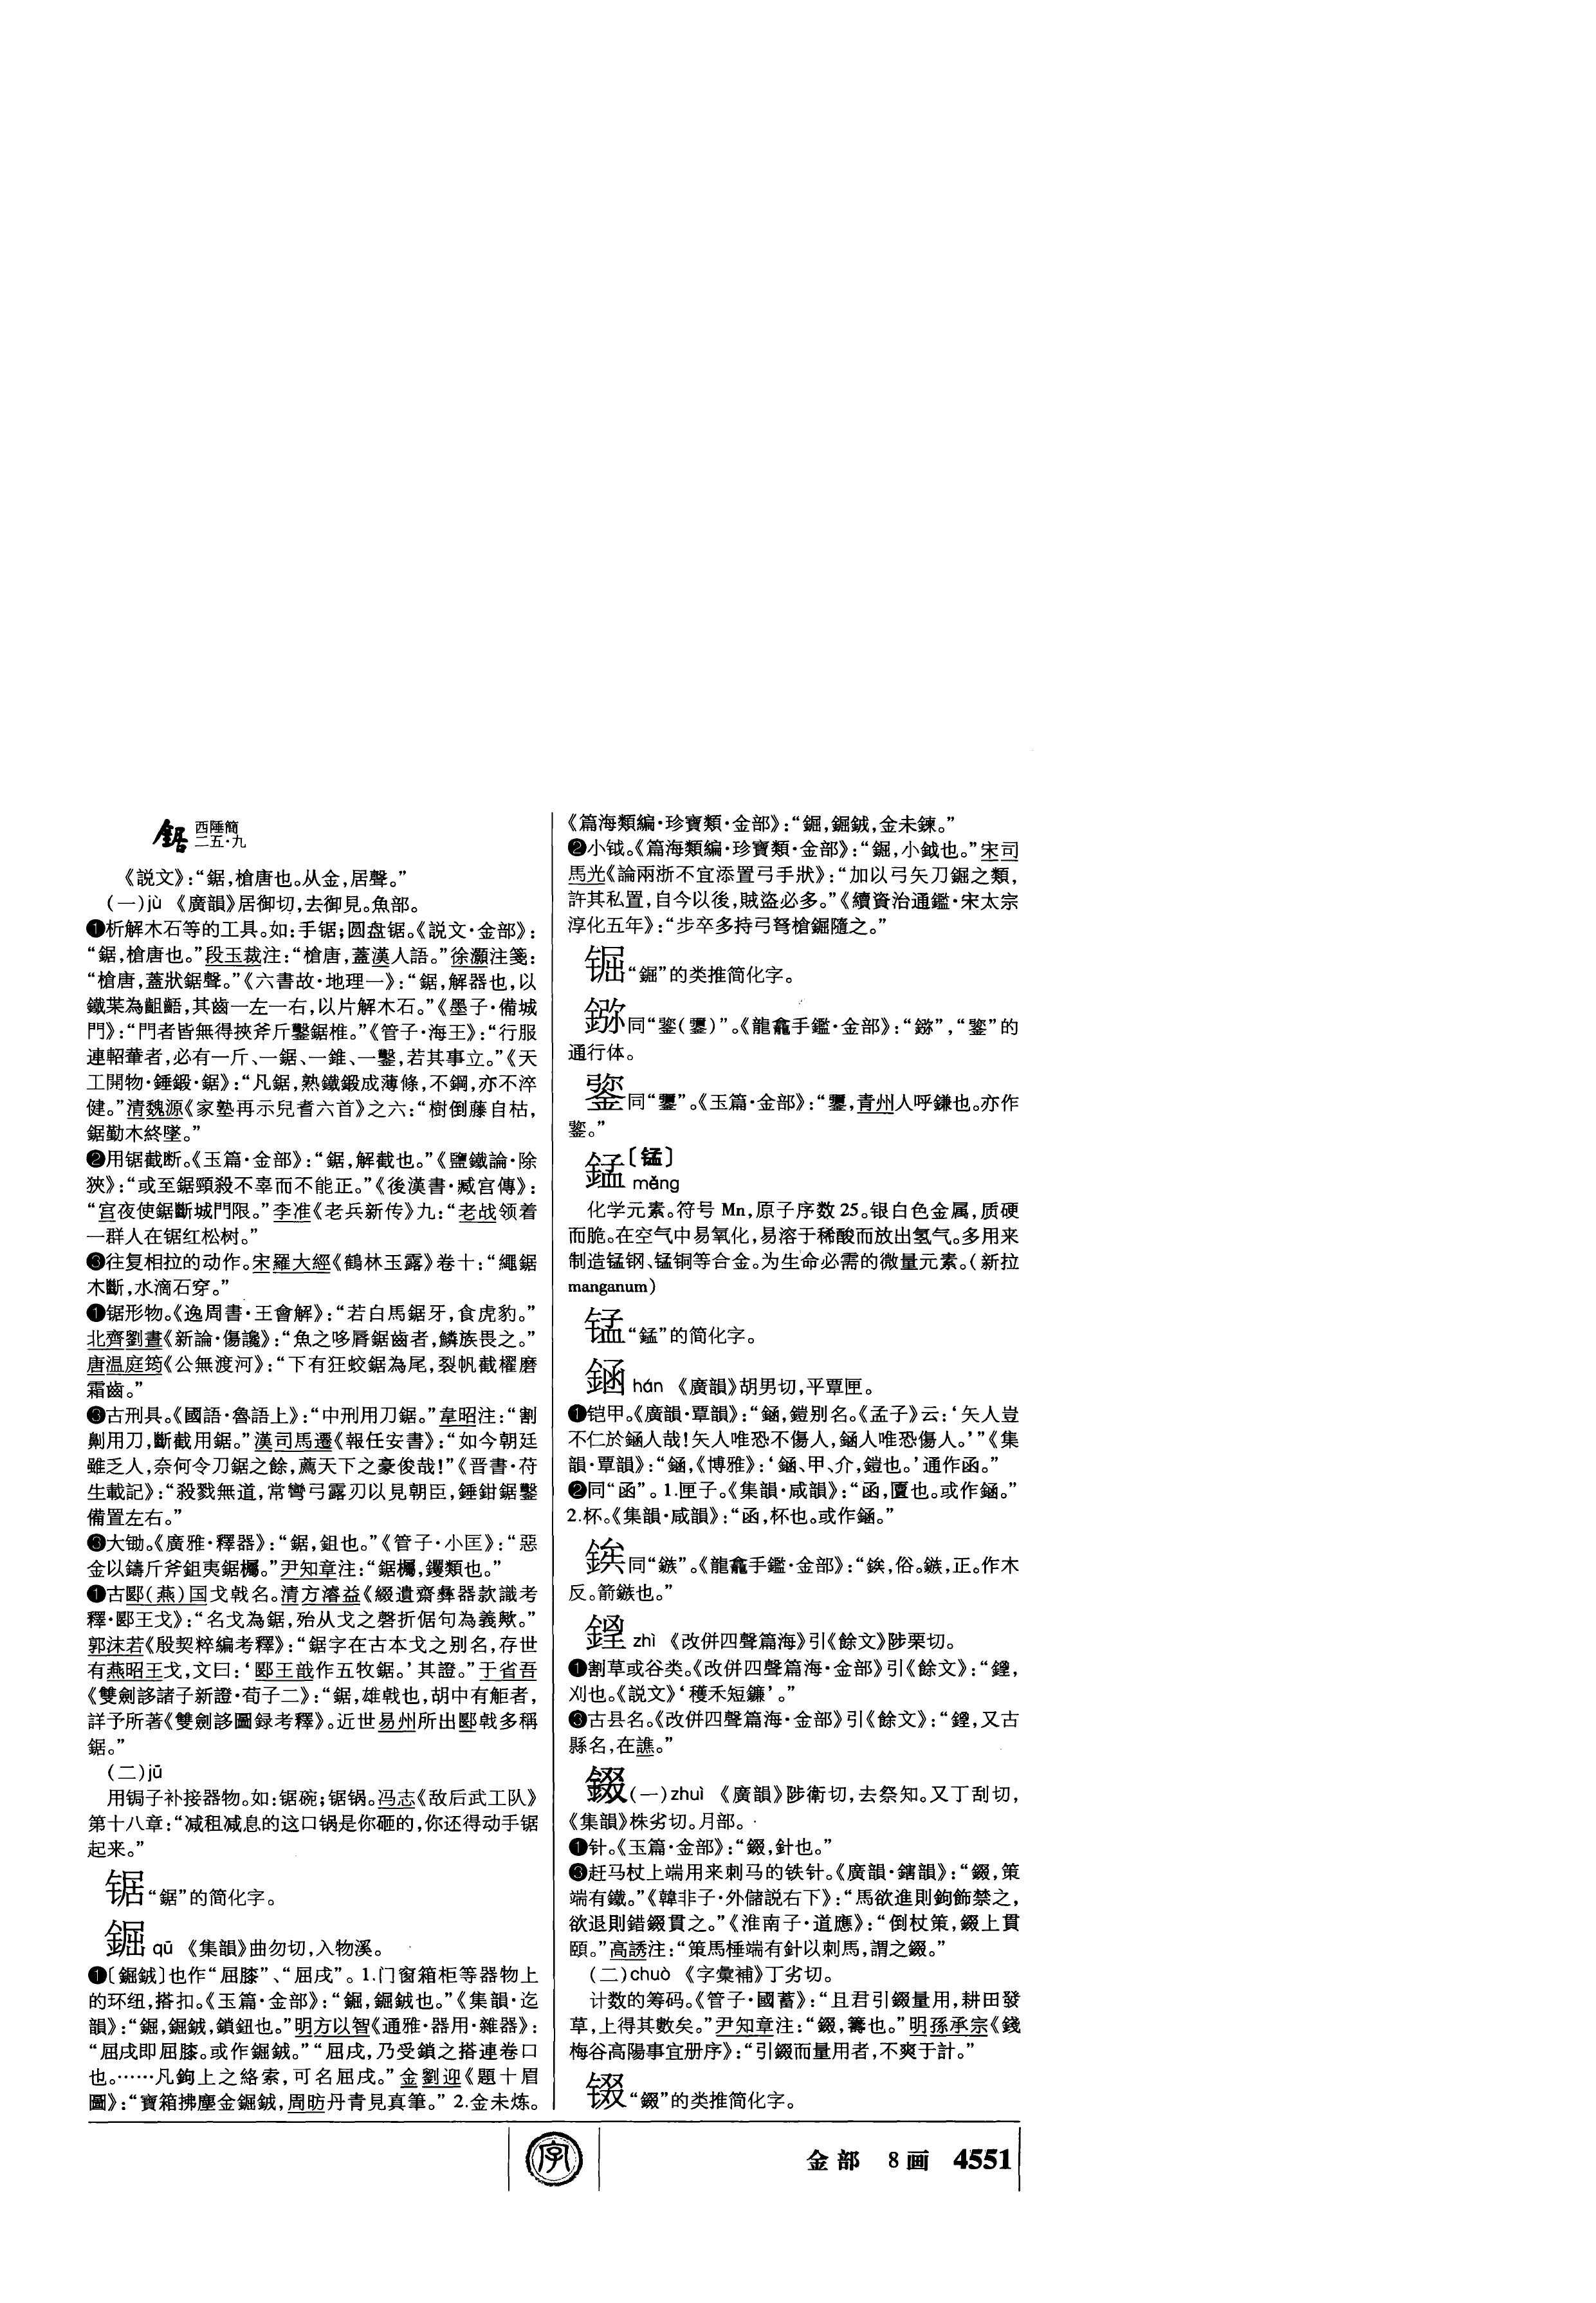 西陲簡
二五·九
《説文》：“鋸，槍唐也。从金，居聲。”
（一）jù 《廣韻》居御切，去御見。魚部。
❶析解木石等的工具。如：手锯；圆盘锯。《説文·金部》：
“鋸，槍唐也。”段玉裁注：“槍唐，蓋漢人語。”徐灝注箋：
“槍唐，蓋狀鋸聲。”《六書故·地理一》：“鋸，解器也，以
鐵枼為齟齬，其齒一左一右，以片解木石。”《墨子·備城
門》：“門者皆無得挾斧斤鑿鋸椎。”《管子·海王》：“行服
連軺輂者，必有一斤、一鋸、一錐、一鑿，若其事立。”《天
工開物·錘鍛·鋸》：“凡鋸，熟鐵鍛成薄條，不鋼，亦不淬
健。”清魏源《家塾再示兒耆六首》之六：“樹倒藤自枯，
鋸勤木終墜。”
❷用锯截断。《玉篇·金部》：“鋸，解截也。”《鹽鐵論·除
狹》：“或至鋸頸殺不辜而不能正。”《後漢書·臧宫傳》：
“宫夜使鋸斷城門限。”李准《老兵新传》九：“老战领着
一群人在锯红松树。”
❸往复相拉的动作。宋羅大經《鶴林玉露》卷十：“繩鋸
木斷，水滴石穿。”
❶锯形物。《逸周書·王會解》：“若白馬鋸牙，食虎豹。”
北齊劉晝《新論·傷讒》：“魚之哆脣鋸齒者，鱗族畏之。”
唐温庭筠《公無渡河》：“下有狂蛟鋸為尾，裂帆截櫂磨
霜齒。”
❸古刑具。《國語·魯語上》：“中刑用刀鋸。”韋昭注：“割
劓用刀，斷截用鋸。”漢司馬遷《報任安書》：“如今朝廷
雖乏人，奈何令刀鋸之餘，薦天下之豪俊哉！”《晋書·苻
生載記》：“殺戮無道，常彎弓露刃以見朝臣，錘鉗鋸鑿
備置左右。”
❸大锄。《廣雅·釋器》：“鋸，鉏也。”《管子·小匡》：“惡
金以鑄斤斧鉏夷鋸欘。”尹知章注：“鋸欘，钁類也。”
❶古郾（燕）国戈戟名。清方濬益《綴遺齋彝器款識考
釋·郾王戈》：“名戈為鋸，殆从戈之磬折倨句為義歟。”
郭沫若《殷契粹編考釋》：“鋸字在古本戈之别名，存世
有燕昭王戈，文曰：‘郾王戠作五牧鋸。’其證。”于省吾
《雙劍誃諸子新證·荀子二》：“鋸，雄戟也，胡中有䱟者，
詳予所著《雙劍誃圖録考釋》。近世易州所出郾戟多稱
鋸。”
（二）jū
用锔子补接器物。如：锯碗；锯锅。冯志《敌后武工队》
第十八章：“减租减息的这口锅是你砸的，你还得动手锯
起来。”
锯“鋸”的简化字。
鋸 qū 《集韻》曲勿切，入物溪。
❶〔鋸鉞〕也作“屈膝”、“屈戌”。1.门窗箱柜等器物上
的环纽，搭扣。《玉篇·金部》：“鋸，鋸鉞也。”《集韻·迄
韻》：“鋸，鋸鉞，鎖鈕也。”明方以智《通雅·器用·雜器》：
“屈戌即屈膝。或作鋸鉞。”“屈戌，乃受鎖之搭連卷口
也。……凡鉤上之絡索，可名屈戌。”金劉迎《題十眉
圖》：“寶箱拂塵金鋸鉞，周昉丹青見真筆。”2.金未炼。
《篇海類編·珍寶類·金部》：“鋸，鋸鉞，金未鍊。”
❷小钺。《篇海類編·珍寶類·金部》：“鋸，小鉞也。”宋司
馬光《論兩浙不宜添置弓手狀》：“加以弓矢刀鋸之類，
許其私置，自今以後，賊盜必多。”《續資治通鑑·宋太宗
淳化五年》：“步卒多持弓弩槍鋸隨之。”
“鋸”的类推简化字。
鉨同“鍌（䥸）”。《龍龕手鑑·金部》：“鉨”，“鍌”的
通行体。
同“䥸”。《玉篇·金部》：“䥸，青州人呼鎌也。亦作
鍌。”
錳〔锰〕
měng
化学元素。符号 Mn，原子序数25。银白色金属，质硬
而脆。在空气中易氧化，易溶于稀酸而放出氢气。多用来
制造锰钢、锰铜等合金。为生命必需的微量元素。（新拉
manganum）
锰“錳”的简化字。
鋡 hán 《廣韻》胡男切，平覃匣。
❶铠甲。《廣韻·覃韻》：“鋡，鎧别名。《孟子》云：‘矢人豈
不仁於鋡人哉！矢人唯恐不傷人，鋡人唯恐傷人。’”《集
韻·覃韻》：“鋡，《博雅》：‘鋡、甲、介，鎧也。’通作函。”
❷同“函”。1.匣子。《集韻·咸韻》：“函，匵也。或作鋡。”
2.杯。《集韻·咸韻》：“函，杯也。或作鋡。”
鍭同“鏃”。《龍龕手鑑·金部》：“鍭，俗。鏃，正。作木
反。箭鏃也。”
zhì 《改併四聲篇海》引《餘文》陟栗切。
❶割草或谷类。《改併四聲篇海·金部》引《餘文》：“銍，
刈也。《説文》‘穫禾短鐮’。”
❸古县名。《改併四聲篇海·金部》引《餘文》：“銍，又古
縣名，在譙。”
錣（一）zhuì 《廣韻》陟衛切，去祭知。又丁刮切，
《集韻》株劣切。月部。
❶针。《玉篇·金部》：“錣，針也。”
❸赶马杖上端用来刺马的铁针。《廣韻·鎋韻》：“錣，策
端有鐵。”《韓非子·外儲説右下》：“馬欲進則鉤飾禁之，
欲退則錯錣貫之。”《淮南子·道應》：“倒杖策，錣上貫
頤。”高誘注：“策馬棰端有針以刺馬，謂之錣。”
（二）chuò 《字彙補》丁劣切。
计数的筹码。《管子·國蓄》：“且君引錣量用，耕田發
草，上得其數矣。”尹知章注：“錣，籌也。”明孫承宗《錢
梅谷高陽事宜册序》：“引錣而量用者，不爽于計。”
“錣”的类推简化字。
字
金部 8画 4551